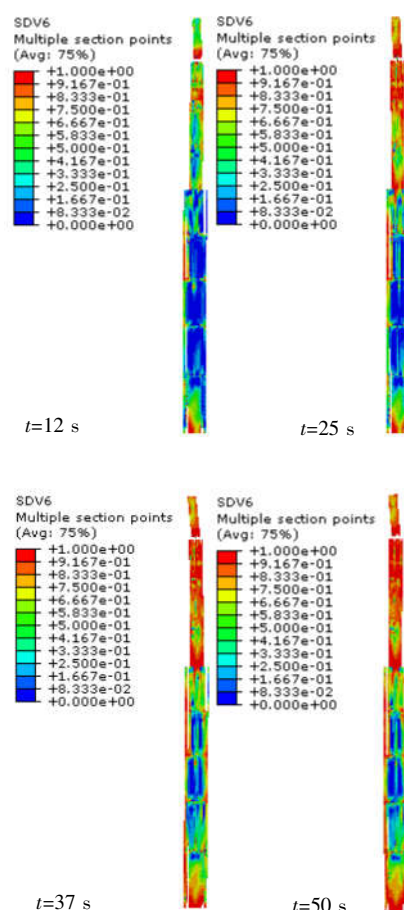 SDV6
Multiple section points
(Avg: 75%)
+1.000e+00
+9.167e-01
+8.333e-01
+7.500e-01
+6.667e-01
+5.833e-01
+5.000e-01
+4.167e-01
+3.333e-01
+2.500e-01
+1.667e-01
+8.333e-02
+0.000e+00
t=12 s
SDV6
Multiple section points
(Avg: 75%)
+1.000e+00
+9.167e-01
+8.333e-01
+7.500e-01
+6.667e-01
+5.833e-01
+5.000e-01
+4.167e-01
+3.333e-01
+2.500e-01
+1.667e-01
+8.333e-02
+0.000e+00
t=25 s
SDV6
Multiple section points
(Avg: 75%)
+1.000e+00
+9.167e-01
+8.333e-01
+7.500e-01
+6.667e-01
+5.833e-01
+5.000e-01
+4.167e-01
+3.333e-01
+2.500e-01
+1.667e-01
+8.333e-02
+0.000e+00
t=37 s
SDV6
Multiple section points
(Avg: 75%)
+1.000e+00
+9.167e-01
+8.333e-01
+7.500e-01
+6.667e-01
+5.833e-01
+5.000e-01
+4.167e-01
+3.333e-01
+2.500e-01
+1.667e-01
+8.333e-02
+0.000e+00
t=50 s